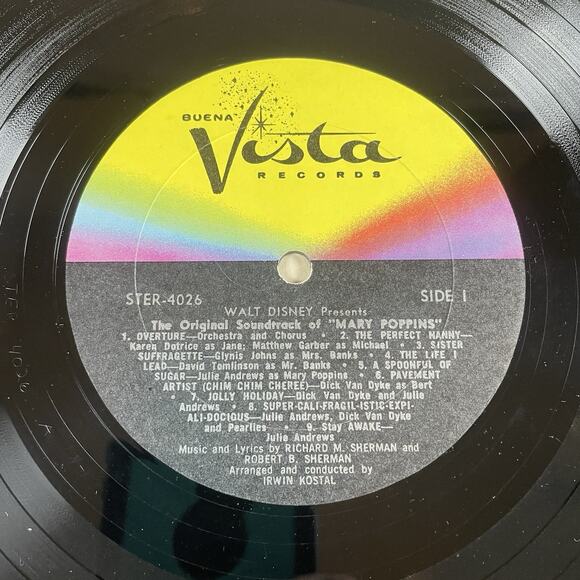 BUENA
Vista
RECORDS
STER-4026
SIDE 1
WALT DISNEY Presents
The Original Soundtrack of "MARY POPPINS"
1. OVERTURE—Orchestra and Chorus • 2. THE PERFECT NANNY—
Karen Dotrice as Jane; Matthew Garber as Michael • 3. SISTER
SUFFRAGETTE—Glynis Johns as Mrs. Banks • 4. THE LIFE I
LEAD—David Tomlinson as Mr. Banks • 5. A SPOONFUL OF
SUGAR—Julie Andrews as Mary Poppins • 6. PAVEMENT
ARTIST (CHIM CHIM CHEREE)—Dick Van Dyke as Bert
• 7. JOLLY HOLIDAY—Dick Van Dyke and Julie
Andrews • 8. SUPER-CALI-FRAGIL-ISTIC-EXPI-
ALI-DOCIOUS—Julie Andrews, Dick Van Dyke
and Pearlies • 9. Stay AWAKE—
Julie Andrews
Music and Lyrics by RICHARD M. SHERMAN and
ROBERT B. SHERMAN
Arranged and conducted by
IRWIN KOSTAL